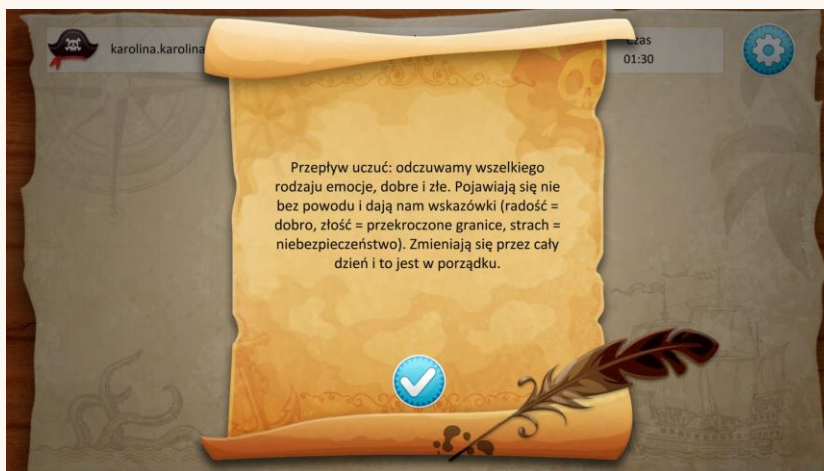 karolina.karolina
Czas
01:30
Przepływ uczuć: odczuwamy wszelkiego
rodzaju emocje, dobre i złe. Pojawiają się nie
bez powodu i dają nam wskazówki (radość =
dobro, złość = przekroczone granice, strach =
niebezpieczeństwo). Zmieniają się przez cały
dzień i to jest w porządku.